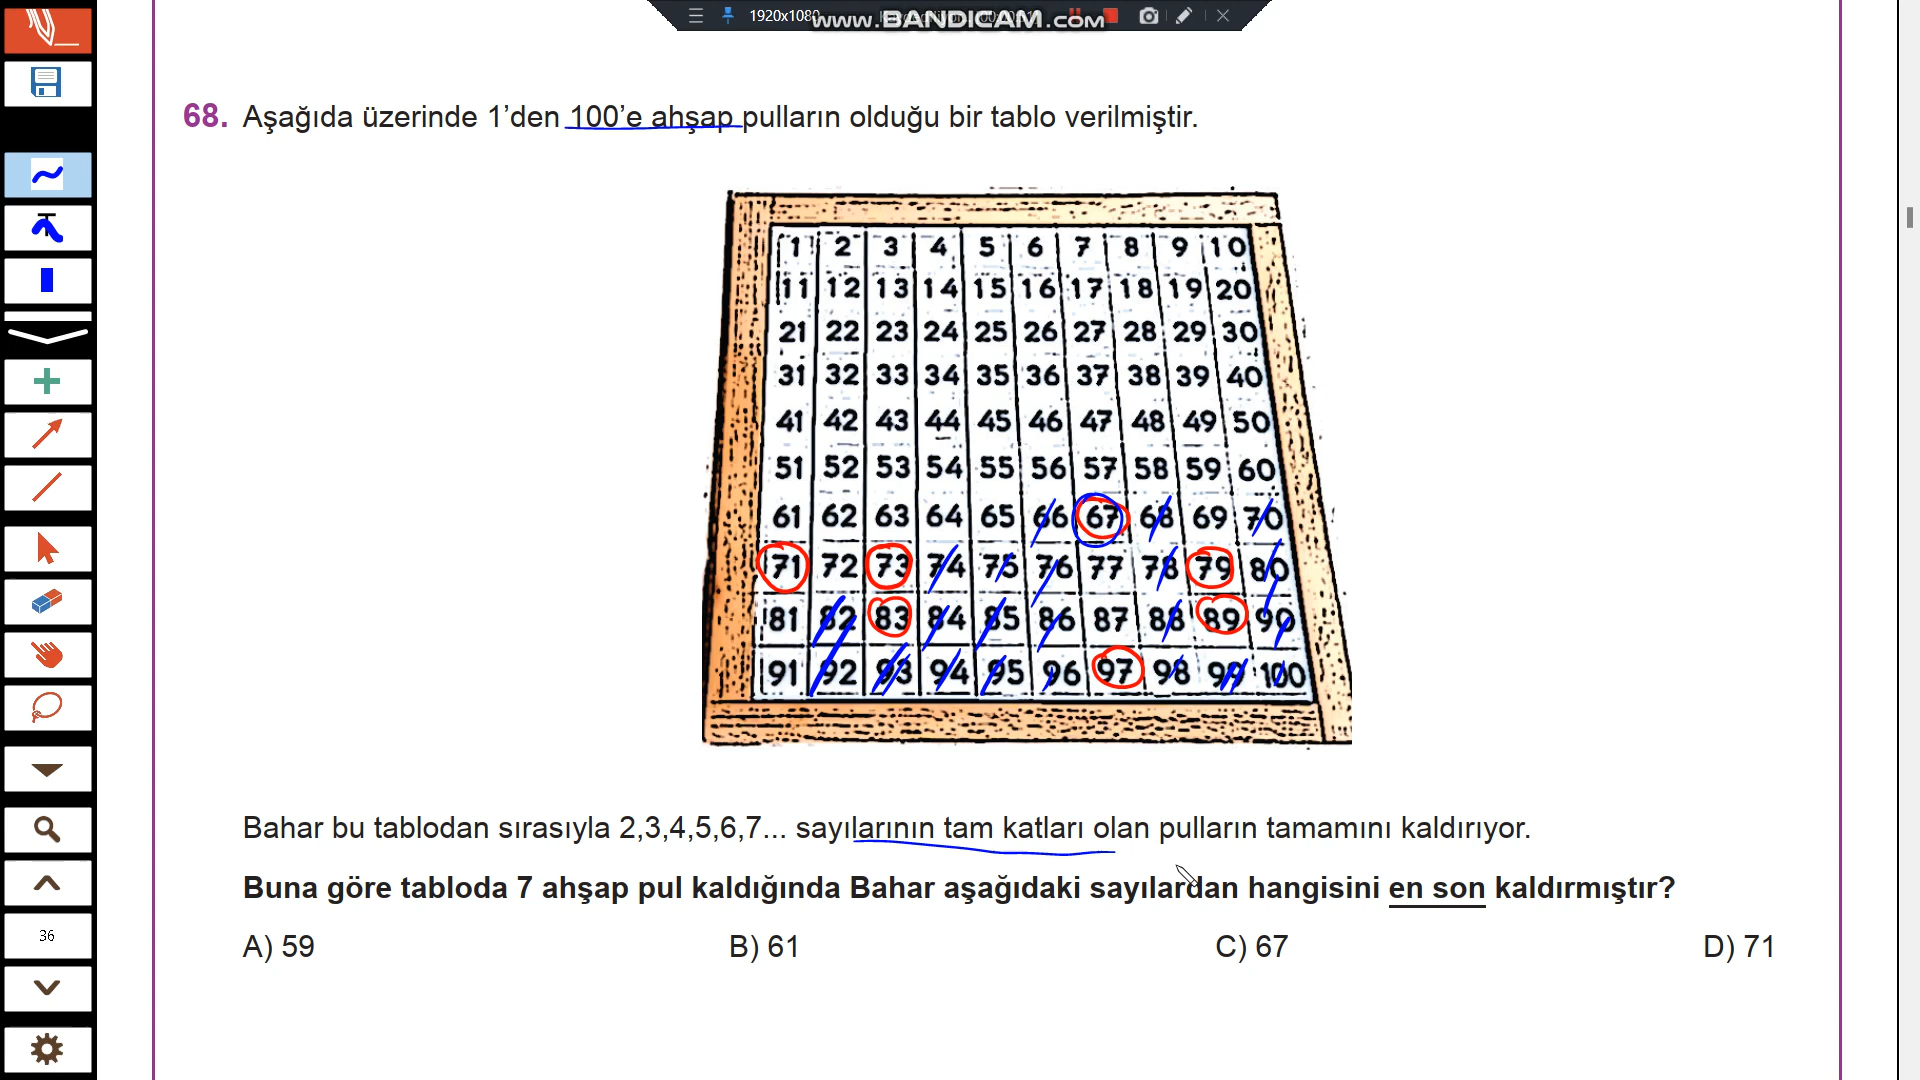 1920x1080
www.BANDICAM.com
68. Aşağıda üzerinde 1’den 100’e ahşap pulların olduğu bir tablo verilmiştir.
1 2 3 4 5 6 7 8 9 10
11 12 13 14 15 16 17 18 19 20
21 22 23 24 25 26 27 28 29 30
31 32 33 34 35 36 37 38 39 40
41 42 43 44 45 46 47 48 49 50
51 52 53 54 55 56 57 58 59 60
61 62 63 64 65 66 67 68 69 70
71 72 73 74 75 76 77 78 79 80
81 82 83 84 85 86 87 88 89 90
91 92 93 94 95 96 97 98 99 100
Bahar bu tablodan sırasıyla 2,3,4,5,6,7... sayılarının tam katları olan pulların tamamını kaldırıyor.
Buna göre tabloda 7 ahşap pul kaldığında Bahar aşağıdaki sayılardan hangisini en son kaldırmıştır?
A) 59 B) 61 C) 67 D) 71
36